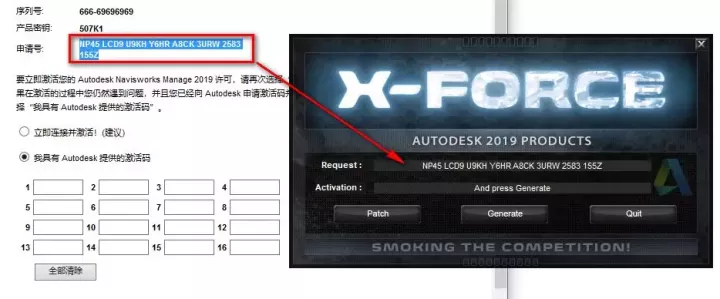 序列号: 666-69696969
产品密钥: 507K1
申请号: NP45 LCD9 U9KH Y6HR A8CK 3URW 2583
155Z
要立即激活您的 Autodesk Navisworks Manage 2019 许可，请再次选择
果在激活的过程中您仍然遇到问题，并且您已经向 Autodesk 申请激活码
择“我具有 Autodesk 提供的激活码”。
立即连接并激活! (建议)
我具有 Autodesk 提供的激活码
1 2 3 4
5 6 7 8
9 10 11 12
13 14 15 16
全部清除
X-FORCE
AUTODESK 2019 PRODUCTS
Request : NP45 LCD9 U9KH Y6HR A8CK 3URW 2583 155Z
Activation : And press Generate
Patch Generate Quit
SMOKING THE COMPETITION!